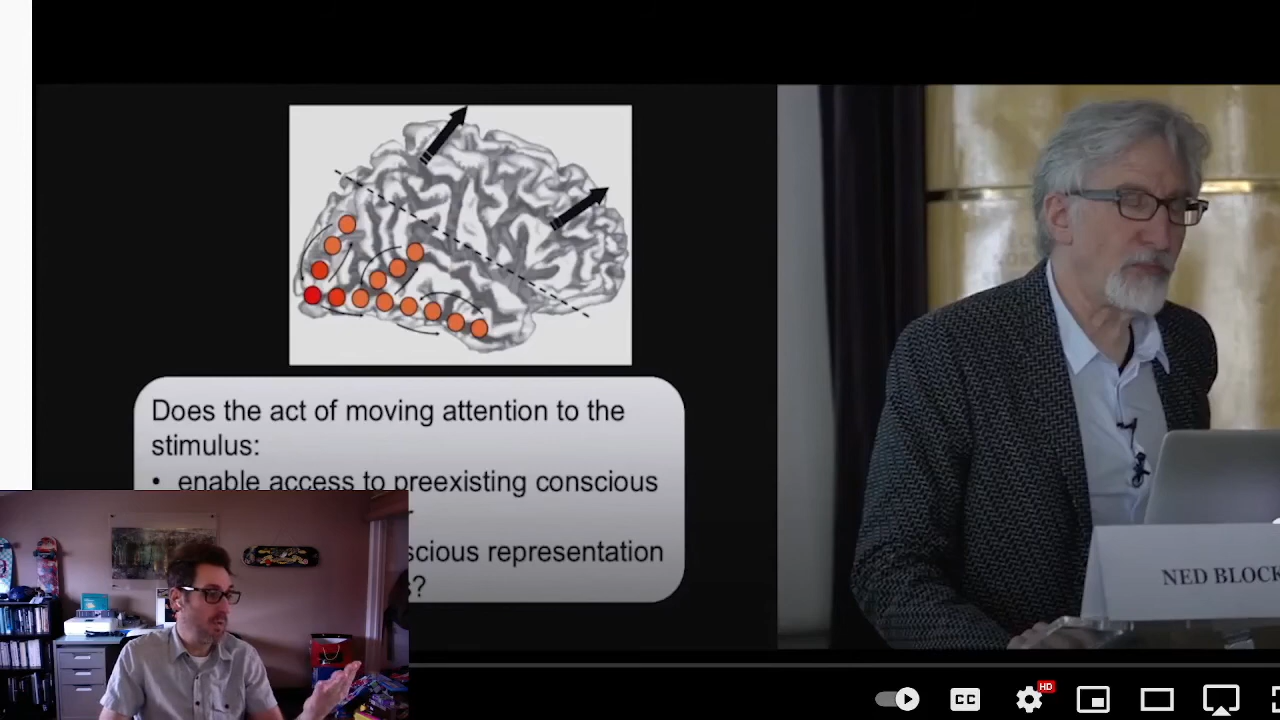 Does the act of moving attention to the
stimulus:
• enable access to preexisting conscious
scious representation
s?
NED BLOCK
CC
HD